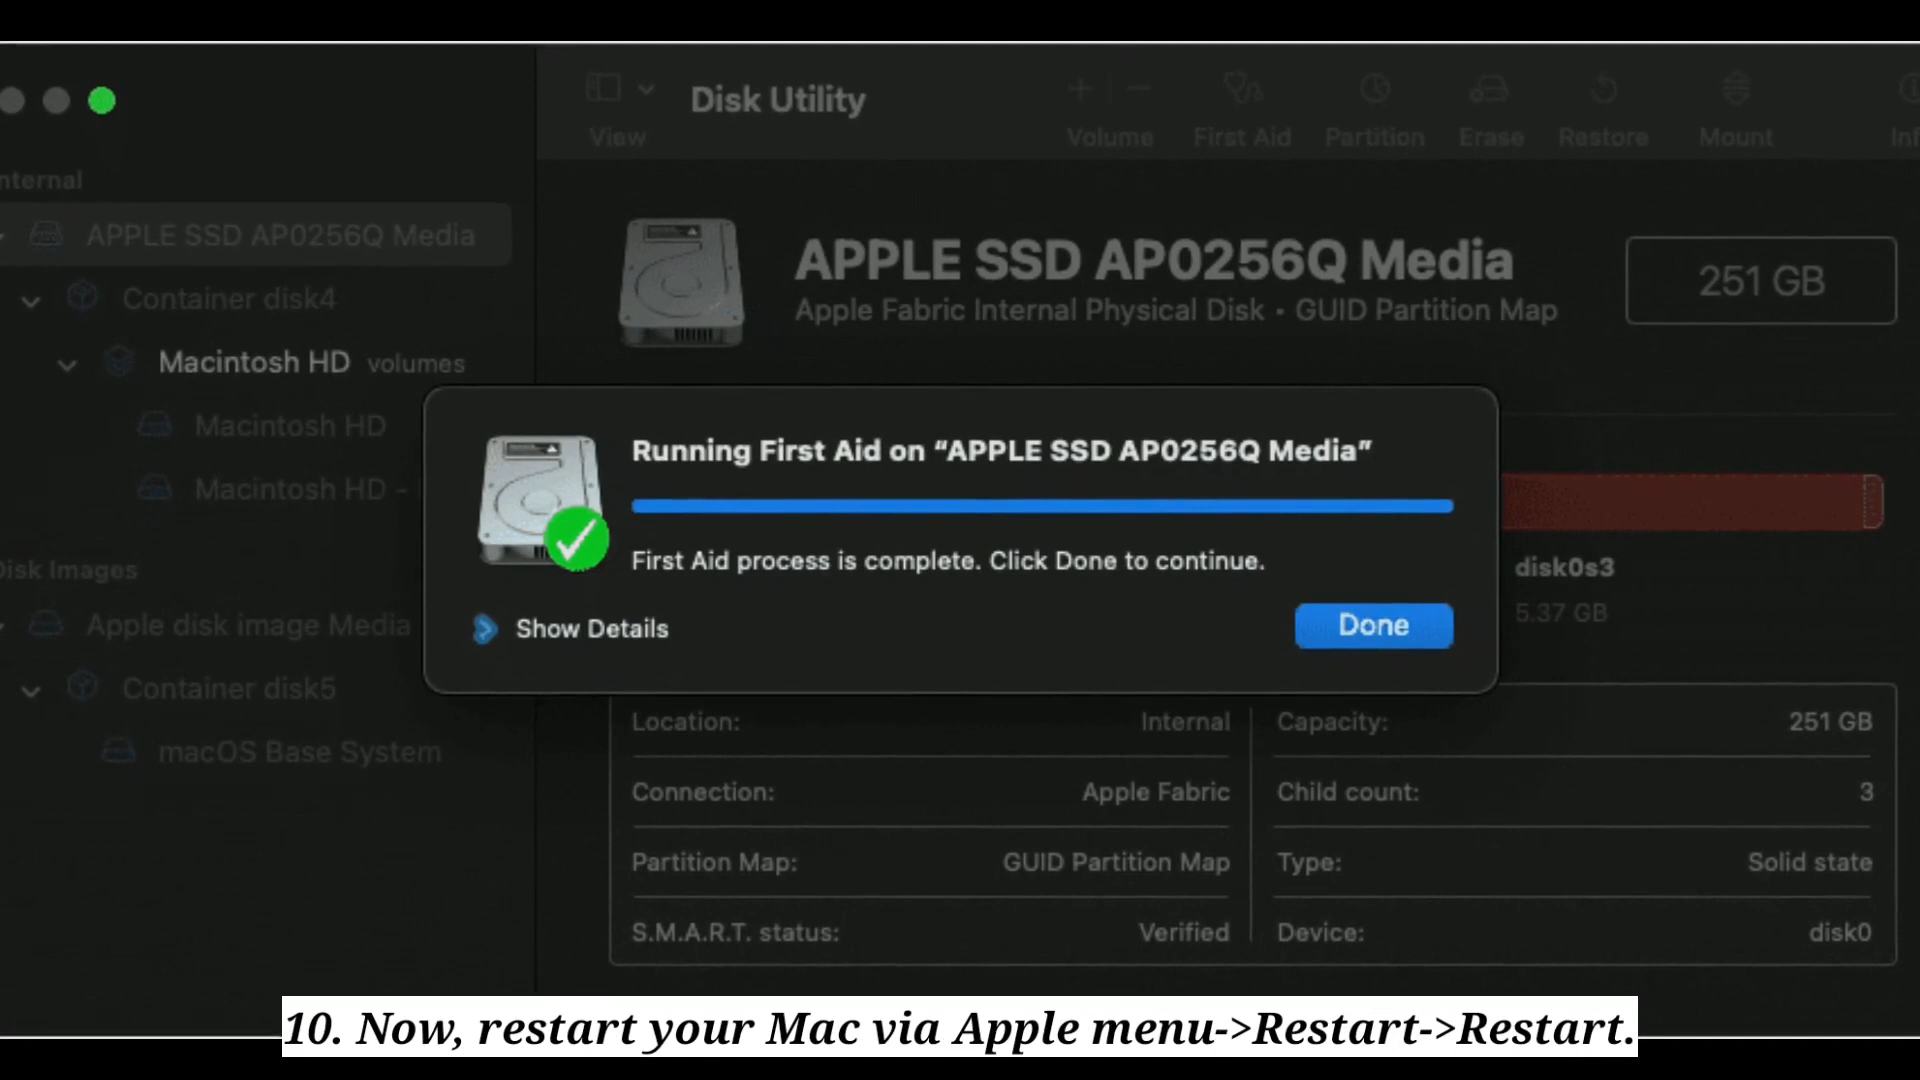 Disk Utility
View
Volume
First Aid
Partition
Erase
Restore
Mount
Inf
nternal
APPLE SSD AP0256Q Media
Container disk4
Macintosh HD volumes
Macintosh HD
Macintosh HD -
Disk Images
Apple disk image Media
Container disk5
macOS Base System
APPLE SSD AP0256Q Media
Apple Fabric Internal Physical Disk • GUID Partition Map
251 GB
Running First Aid on “APPLE SSD AP0256Q Media”
First Aid process is complete. Click Done to continue.
Show Details
Done
disk0s3
5.37 GB
Location: Internal
Connection: Apple Fabric
Partition Map: GUID Partition Map
S.M.A.R.T. status: Verified
Capacity: 251 GB
Child count: 3
Type: Solid state
Device: disk0
10. Now, restart your Mac via Apple menu->Restart->Restart.